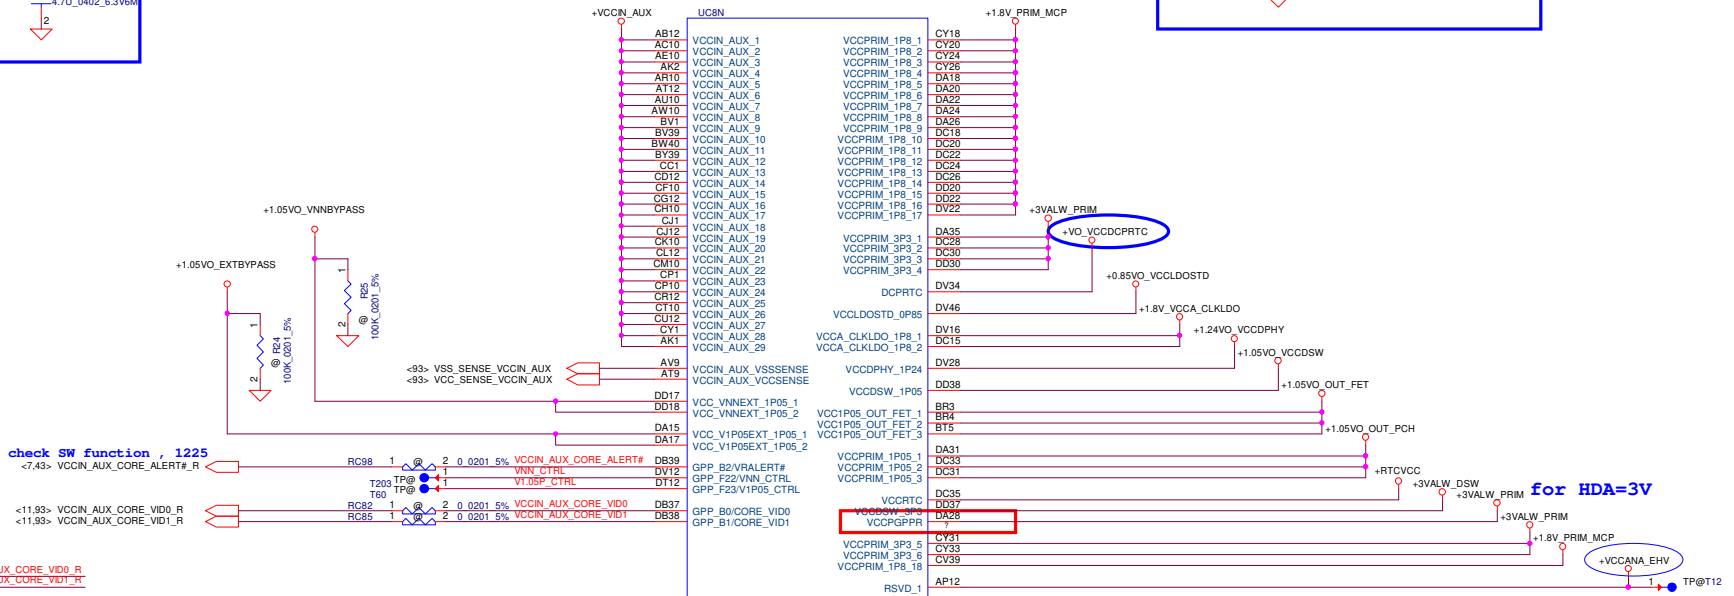 4.7U_0402_6.3V6M
2
+VCCIN_AUX
UC8N
+1.8V_PRIM_MCP
AB12 VCCIN_AUX_1 VCCPRIM_1P8_1 CY18
AC10 VCCIN_AUX_2 VCCPRIM_1P8_2 CY20
AE10 VCCIN_AUX_3 VCCPRIM_1P8_3 CY24
AK2 VCCIN_AUX_4 VCCPRIM_1P8_4 CY26
AR10 VCCIN_AUX_5 VCCPRIM_1P8_5 DA18
AT12 VCCIN_AUX_6 VCCPRIM_1P8_6 DA20
AU10 VCCIN_AUX_7 VCCPRIM_1P8_7 DA22
AW10 VCCIN_AUX_8 VCCPRIM_1P8_8 DA24
BV1 VCCIN_AUX_9 VCCPRIM_1P8_9 DA26
BV39 VCCIN_AUX_10 VCCPRIM_1P8_10 DC18
BW40 VCCIN_AUX_11 VCCPRIM_1P8_11 DC20
BY39 VCCIN_AUX_12 VCCPRIM_1P8_12 DC22
CC1 VCCIN_AUX_13 VCCPRIM_1P8_13 DC24
CD12 VCCIN_AUX_14 VCCPRIM_1P8_14 DC26
CF10 VCCIN_AUX_15 VCCPRIM_1P8_15 DD20
CG12 VCCIN_AUX_16 VCCPRIM_1P8_16 DD22
CH10 VCCIN_AUX_17 VCCPRIM_1P8_17 DV22
CJ1 VCCIN_AUX_18
CJ12 VCCIN_AUX_19
CK10 VCCIN_AUX_20
CL12 VCCIN_AUX_21
CM10 VCCIN_AUX_22
CP1 VCCIN_AUX_23
CP10 VCCIN_AUX_24
CR12 VCCIN_AUX_25
CT10 VCCIN_AUX_26
CU12 VCCIN_AUX_27
CY1 VCCIN_AUX_28
AK1 VCCIN_AUX_29
+3VALW_PRIM
+VO_VCCDCPRTC
VCCPRIM_3P3_1 DA35
VCCPRIM_3P3_2 DC28
VCCPRIM_3P3_3 DC30
VCCPRIM_3P3_4 DD30
DCPRTC DV34
+0.85VO_VCCLDOSTD
VCCLDOSTD_0P85 DV46
+1.8V_VCCA_CLKLDO
VCCA_CLKLDO_1P8_1 DV16
VCCA_CLKLDO_1P8_2 DC15
+1.24VO_VCCDPHY
VCCDPHY_1P24 DV28
+1.05VO_VCCDSW
VCCDSW_1P05 DD38
+1.05VO_OUT_FET
VCC1P05_OUT_FET_1 BR3
VCC1P05_OUT_FET_2 BR4
VCC1P05_OUT_FET_3 BT5
+1.05VO_OUT_PCH
VCCPRIM_1P05_1 DA31
VCCPRIM_1P05_2 DC33
VCCPRIM_1P05_3 DC31
+RTCVCC
VCCRTC DC35
+3VALW_DSW
VCCDSW_3P3 DD37
+3VALW_PRIM for HDA=3V
VCCPGPPR DA28
?
+3VALW_PRIM
VCCPRIM_3P3_5 CY31
VCCPRIM_3P3_6 CY33
+1.8V_PRIM_MCP
VCCPRIM_1P8_18 CV39
+VCCANA_EHV
RSVD_1 AP12 1 TP@T12
+1.05VO_VNNBYPASS
+1.05VO_EXTBYPASS
1
2
@
R25
100K_0201_5%
1
2
@
R24
100K_0201_5%
<93> VSS_SENSE_VCCIN_AUX AV9 VCCIN_AUX_VSSSENSE
<93> VCC_SENSE_VCCIN_AUX AT9 VCCIN_AUX_VCCSENSE
DD17 VCC_VNNEXT_1P05_1
DD18 VCC_VNNEXT_1P05_2
DA15 VCC_V1P05EXT_1P05_1
DA17 VCC_V1P05EXT_1P05_2
check SW function , 1225
<7,43> VCCIN_AUX_CORE_ALERT#_R RC98 1 @ 2 0_0201_5% VCCIN_AUX_CORE_ALERT# DB39 GPP_B2/VRALERT#
T203 TP@ 1 VNN_CTRL DV12 GPP_F22/VNN_CTRL
T60 TP@ 1 V1.05P_CTRL DT12 GPP_F23/V1P05_CTRL
<11,93> VCCIN_AUX_CORE_VID0_R RC82 1 @ 2 0_0201_5% VCCIN_AUX_CORE_VID0 DB37 GPP_B0/CORE_VID0
<11,93> VCCIN_AUX_CORE_VID1_R RC85 1 @ 2 0_0201_5% VCCIN_AUX_CORE_VID1 DB38 GPP_B1/CORE_VID1
UX_CORE_VID0_R
UX_CORE_VID1_R